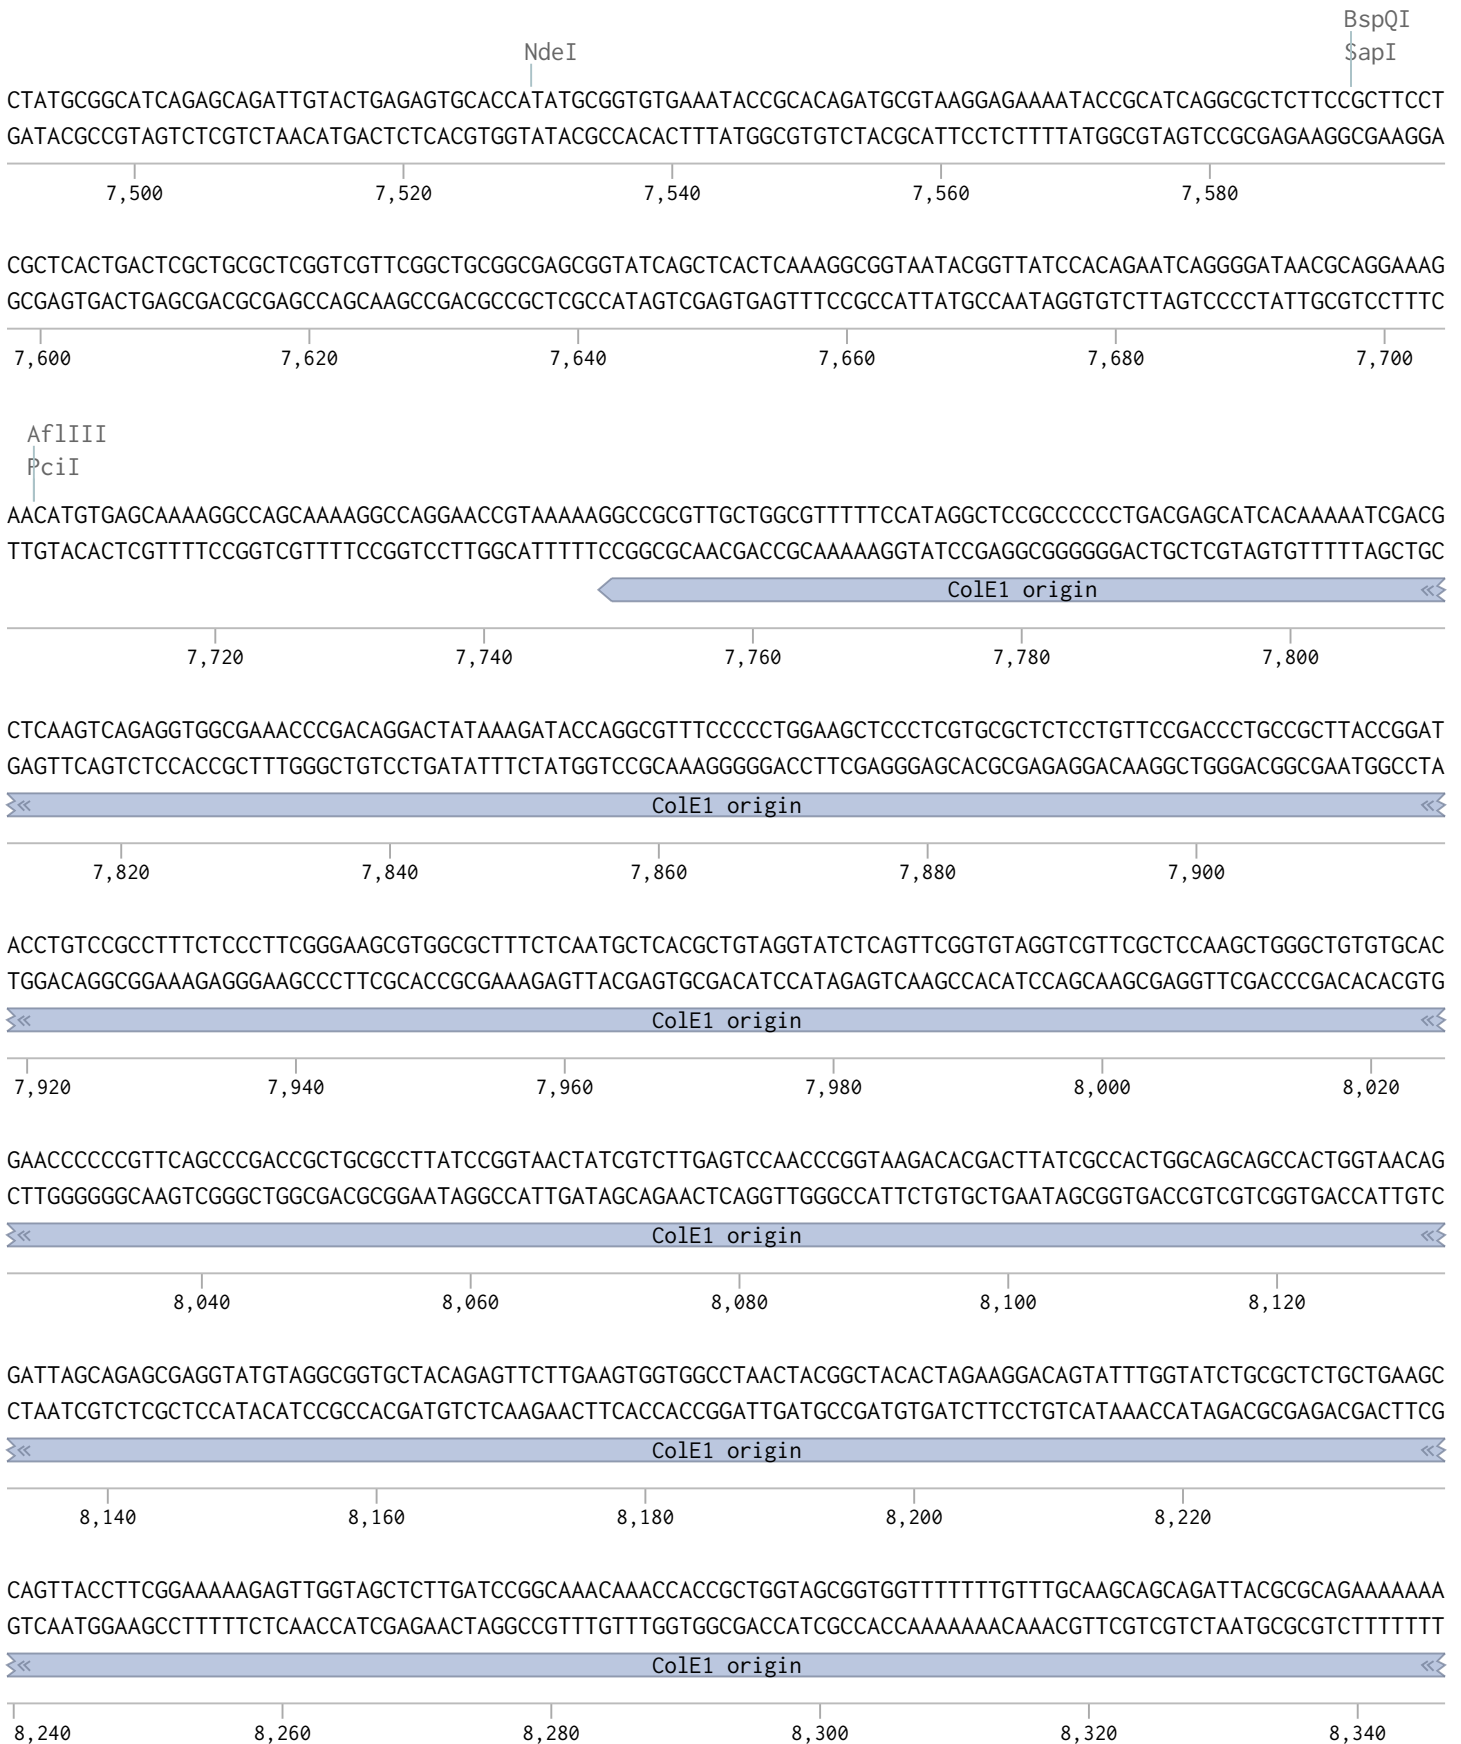 BspQI
NdeI SapI
CTATGCGGCATCAGAGCAGATTGTACTGAGAGTGCACCATATGCGGTGTGAAATACCGCACAGATGCGTAAGGAGAAAATACCGCATCAGGCGCTCTTCCGCTTCCT
GATACGCCGTAGTCTCGTCTAACATGACTCTCACGTGGTATACGCCACACTTTATGGCGTGTCTACGCATTCCTCTTTTATGGCGTAGTCCGCGAGAAGGCGAAGGA
7,500 7,520 7,540 7,560 7,580
CGCTCACTGACTCGCTGCGCTCGGTCGTTCGGCTGCGGCGAGCGGTATCAGCTCACTCAAAGGCGGTAATACGGTTATCCACAGAATCAGGGGATAACGCAGGAAAG
GCGAGTGACTGAGCGACGCGAGCCAGCAAGCCGACGCCGCTCGCCATAGTCGAGTGAGTTTCCGCCATTATGCCAATAGGTGTCTTAGTCCCCTATTGCGTCCTTTC
7,600 7,620 7,640 7,660 7,680 7,700
AflIII
PciI
AACATGTGAGCAAAAGGCCAGCAAAAGGCCAGGAACCGTAAAAAGGCCGCGTTGCTGGCGTTTTTCCATAGGCTCCGCCCCCCTGACGAGCATCACAAAAATCGACG
TTGTACACTCGTTTTCCGGTCGTTTTCCGGTCCTTGGCATTTTTCCGGCGCAACGACCGCAAAAAGGTATCCGAGGCGGGGGGACTGCTCGTAGTGTTTTTAGCTGC
ColE1 origin
7,720 7,740 7,760 7,780 7,800
CTCAAGTCAGAGGTGGCGAAACCCGACAGGACTATAAAGATACCAGGCGTTTCCCCCTGGAAGCTCCCTCGTGCGCTCTCCTGTTCCGACCCTGCCGCTTACCGGAT
GAGTTCAGTCTCCACCGCTTTGGGCTGTCCTGATATTTCTATGGTCCGCAAAGGGGGACCTTCGAGGGAGCACGCGAGAGGACAAGGCTGGGACGGCGAATGGCCTA
ColE1 origin
7,820 7,840 7,860 7,880 7,900
ACCTGTCCGCCTTTCTCCCTTCGGGAAGCGTGGCGCTTTCTCAATGCTCACGCTGTAGGTATCTCAGTTCGGTGTAGGTCGTTCGCTCCAAGCTGGGCTGTGTGCAC
TGGACAGGCGGAAAGAGGGAAGCCCTTCGCACCGCGAAAGAGTTACGAGTGCGACATCCATAGAGTCAAGCCACATCCAGCAAGCGAGGTTCGACCCGACACACGTG
ColE1 origin
7,920 7,940 7,960 7,980 8,000 8,020
GAACCCCCCGTTCAGCCCGACCGCTGCGCCTTATCCGGTAACTATCGTCTTGAGTCCAACCCGGTAAGACACGACTTATCGCCACTGGCAGCAGCCACTGGTAACAG
CTTGGGGGGCAAGTCGGGCTGGCGACGCGGAATAGGCCATTGATAGCAGAACTCAGGTTGGGCCATTCTGTGCTGAATAGCGGTGACCGTCGTCGGTGACCATTGTC
ColE1 origin
8,040 8,060 8,080 8,100 8,120
GATTAGCAGAGCGAGGTATGTAGGCGGTGCTACAGAGTTCTTGAAGTGGTGGCCTAACTACGGCTACACTAGAAGGACAGTATTTGGTATCTGCGCTCTGCTGAAGC
CTAATCGTCTCGCTCCATACATCCGCCACGATGTCTCAAGAACTTCACCACCGGATTGATGCCGATGTGATCTTCCTGTCATAAACCATAGACGCGAGACGACTTCG
ColE1 origin
8,140 8,160 8,180 8,200 8,220
CAGTTACCTTCGGAAAAAGAGTTGGTAGCTCTTGATCCGGCAAACAAACCACCGCTGGTAGCGGTGGTTTTTTTGTTTGCAAGCAGCAGATTACGCGCAGAAAAAAA
GTCAATGGAAGCCTTTTTCTCAACCATCGAGAACTAGGCCGTTTGTTTGGTGGCGACCATCGCCACCAAAAAAACAAACGTTCGTCGTCTAATGCGCGTCTTTTTTT
ColE1 origin
8,240 8,260 8,280 8,300 8,320 8,340